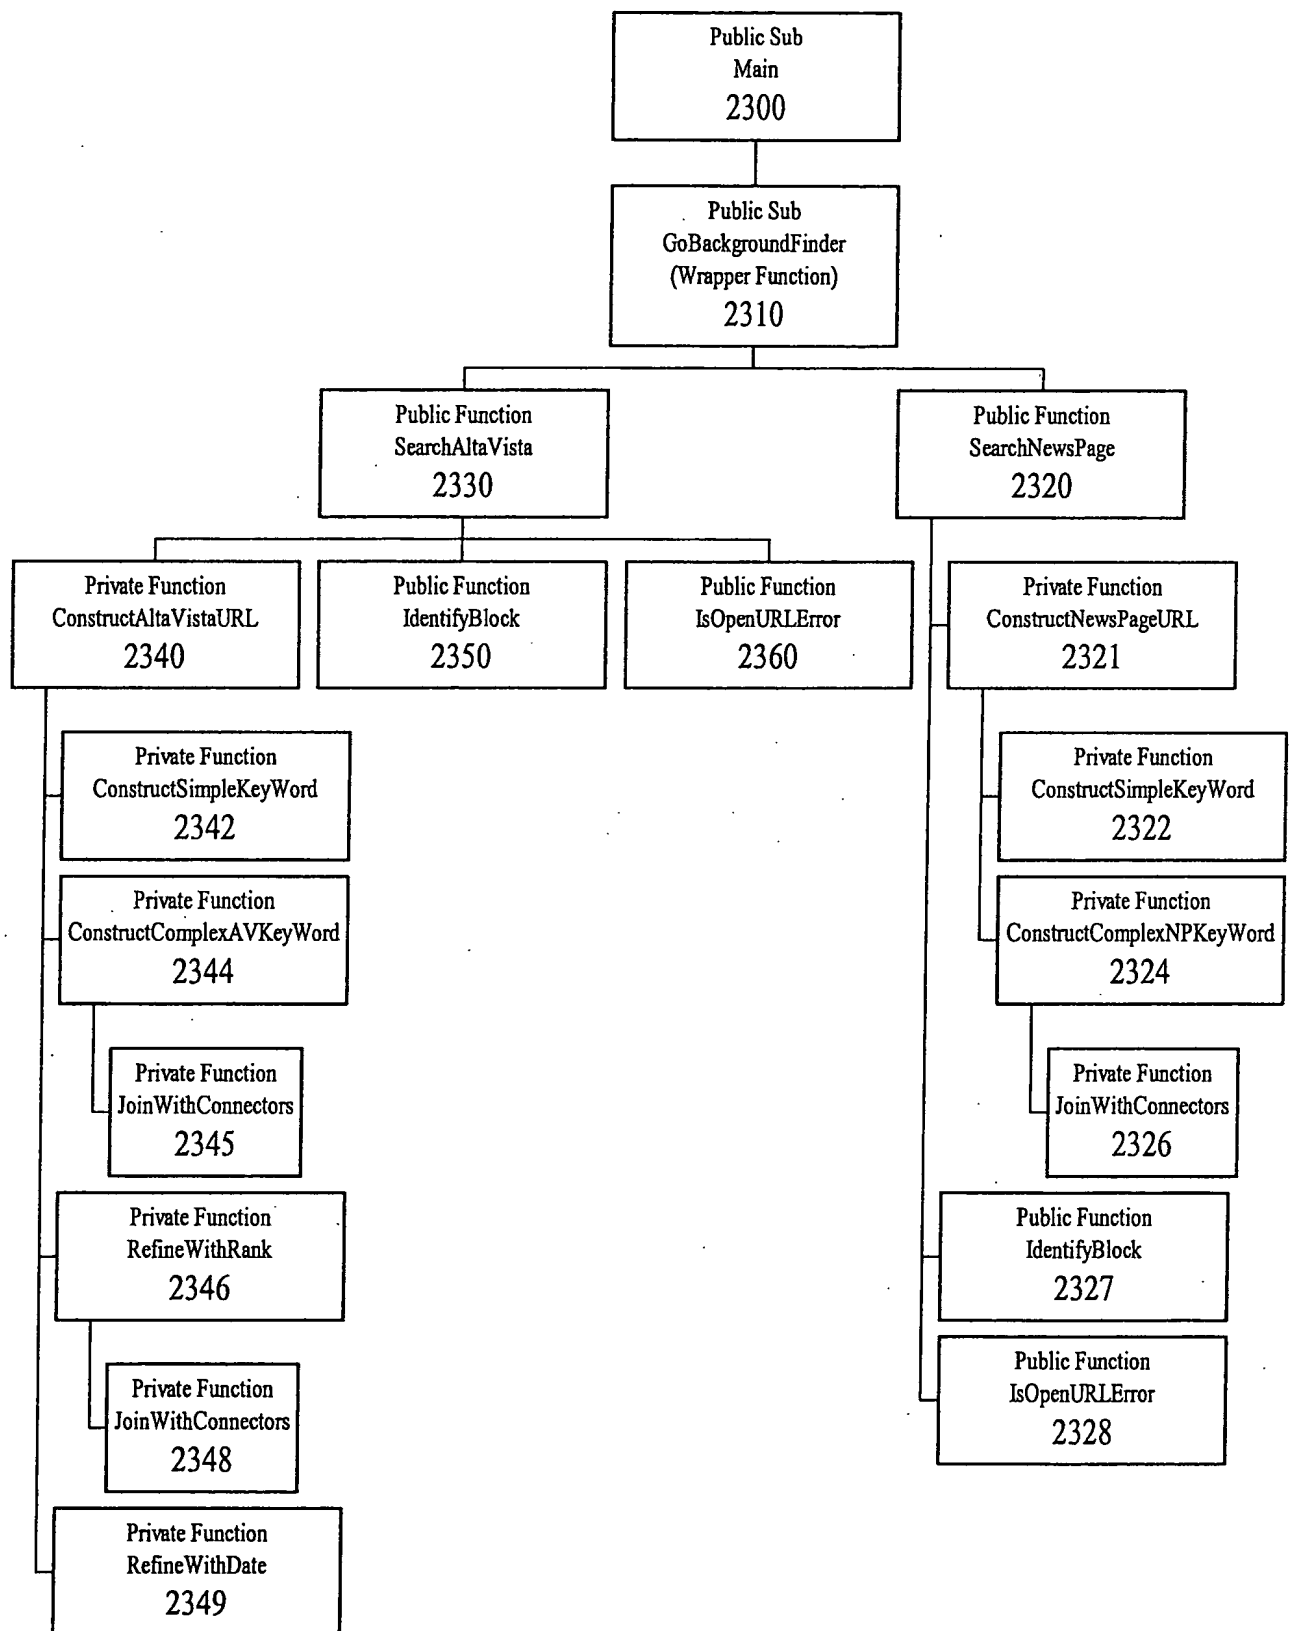 Public Sub
Main
2300
Public Sub
GoBackgroundFinder
(Wrapper Function)
2310
Public Function
SearchAltaVista
2330
Public Function
SearchNewsPage
2320
Private Function
ConstructAltaVistaURL
2340
Public Function
IdentifyBlock
2350
Public Function
IsOpenURLError
2360
Private Function
ConstructNewsPageURL
2321
Private Function
ConstructSimpleKeyWord
2342
Private Function
ConstructSimpleKeyWord
2322
Private Function
ConstructComplexAVKeyWord
2344
Private Function
ConstructComplexNPKeyWord
2324
Private Function
JoinWithConnectors
2345
Private Function
JoinWithConnectors
2326
Private Function
RefineWithRank
2346
Public Function
IdentifyBlock
2327
Private Function
JoinWithConnectors
2348
Public Function
IsOpenURLError
2328
Private Function
RefineWithDate
2349